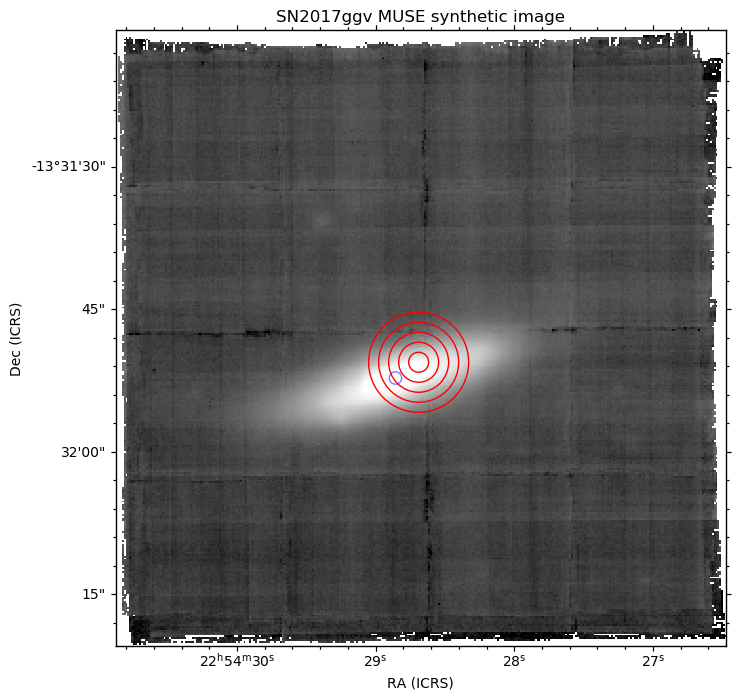 SN2017ggv MUSE synthetic image
-13°31'30"
45"
32'00"
15"
Dec (ICRS)
22ʰ54ᵐ30ˢ
29ˢ
28ˢ
27ˢ
RA (ICRS)